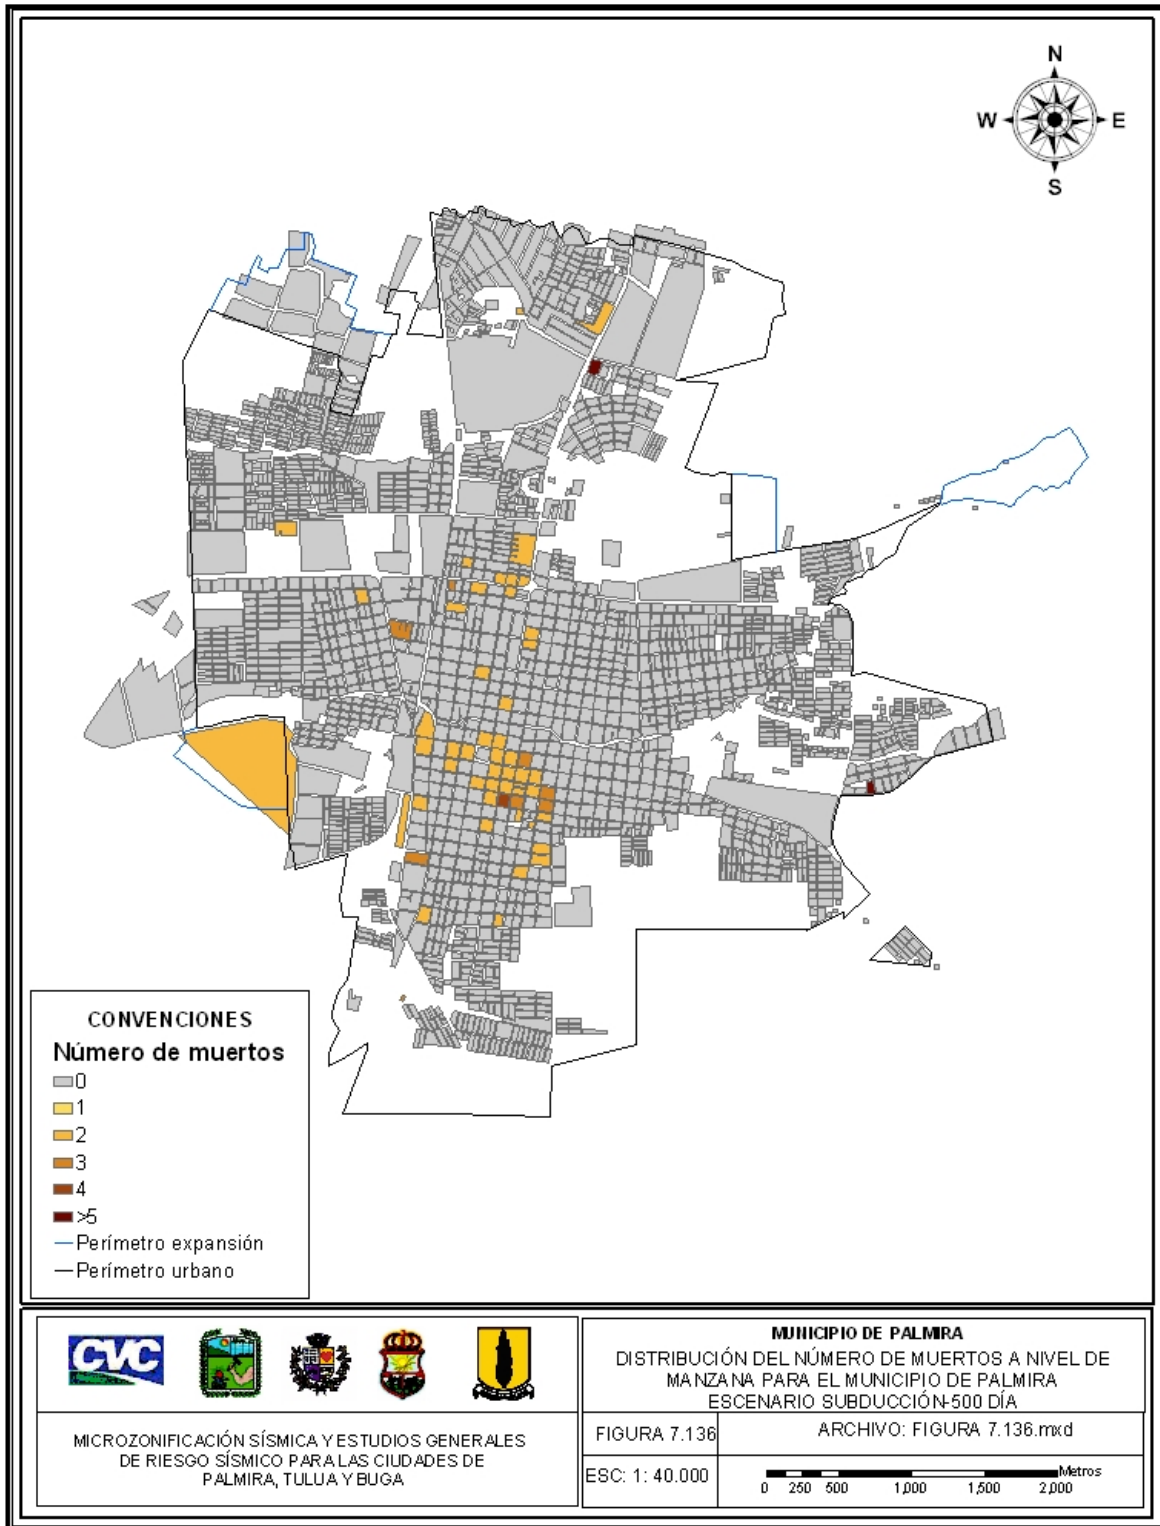 N
W
E
S
CONVENCIONES
Número de muertos
0
1
2
3
4
>5
Perímetro expansión
Perímetro urbano
CVC
MICROZONIFICACIÓN SÍSMICA Y ESTUDIOS GENERALES
DE RIESGO SÍSMICO PARA LAS CIUDADES DE
PALMIRA, TULUA Y BUGA
MUNICIPIO DE PALMIRA
DISTRIBUCIÓN DEL NÚMERO DE MUERTOS A NIVEL DE
MANZANA PARA EL MUNICIPIO DE PALMIRA
ESCENARIO SUBDUCCIÓN-500 DÍA
FIGURA 7.136
ARCHIVO: FIGURA 7.136.mxd
ESC: 1: 40.000
Metros
0 250 500 1,000 1,500 2,000